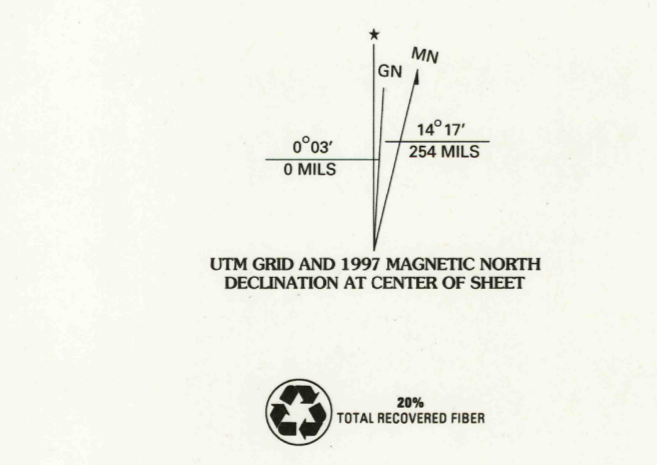 ★
MN
GN
14°17′
254 MILS
0°03′
0 MILS
UTM GRID AND 1997 MAGNETIC NORTH
DECLINATION AT CENTER OF SHEET
20%
TOTAL RECOVERED FIBER